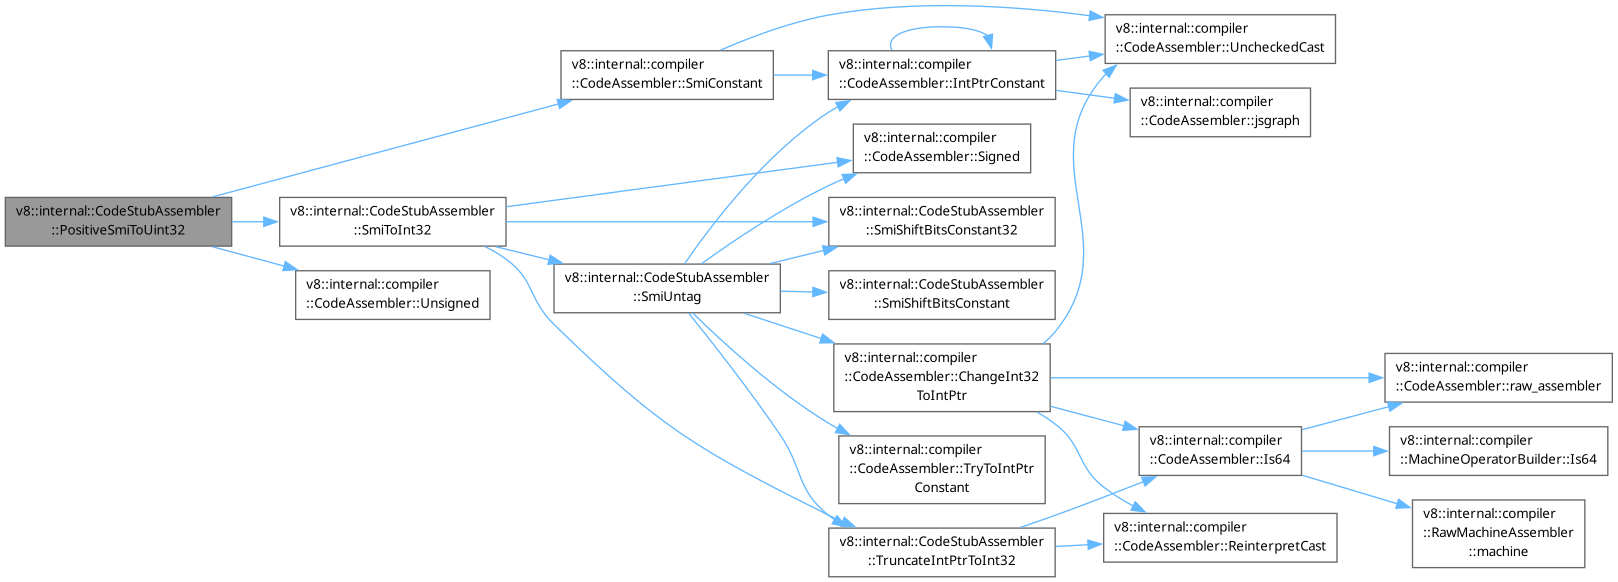 v8::internal::CodeStubAssembler
::PositiveSmiToUint32
v8::internal::compiler
::CodeAssembler::SmiConstant
v8::internal::compiler
::CodeAssembler::IntPtrConstant
v8::internal::compiler
::CodeAssembler::UncheckedCast
v8::internal::compiler
::CodeAssembler::jsgraph
v8::internal::CodeStubAssembler
::SmiToInt32
v8::internal::compiler
::CodeAssembler::Signed
v8::internal::CodeStubAssembler
::SmiShiftBitsConstant32
v8::internal::CodeStubAssembler
::SmiUntag
v8::internal::CodeStubAssembler
::SmiShiftBitsConstant
v8::internal::compiler
::CodeAssembler::Unsigned
v8::internal::compiler
::CodeAssembler::ChangeInt32
ToIntPtr
v8::internal::compiler
::CodeAssembler::raw_assembler
v8::internal::compiler
::CodeAssembler::Is64
v8::internal::compiler
::MachineOperatorBuilder::Is64
v8::internal::compiler
::CodeAssembler::TryToIntPtr
Constant
v8::internal::compiler
::RawMachineAssembler
::machine
v8::internal::CodeStubAssembler
::TruncateIntPtrToInt32
v8::internal::compiler
::CodeAssembler::ReinterpretCast